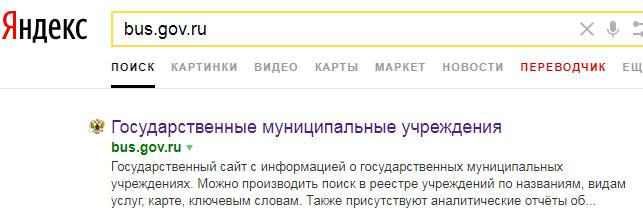 Яндекс bus.gov.ru
ПОИСК КАРТИНКИ ВИДЕО КАРТЫ МАРКЕТ НОВОСТИ ПЕРЕВОДЧИК ЕЩ
Государственные муниципальные учреждения
bus.gov.ru
Государственный сайт с информацией о государственных муниципальных
учреждениях. Можно производить поиск в реестре учреждений по названиям, видам
услуг, карте, ключевым словам. Также присутствуют аналитические отчёты об...